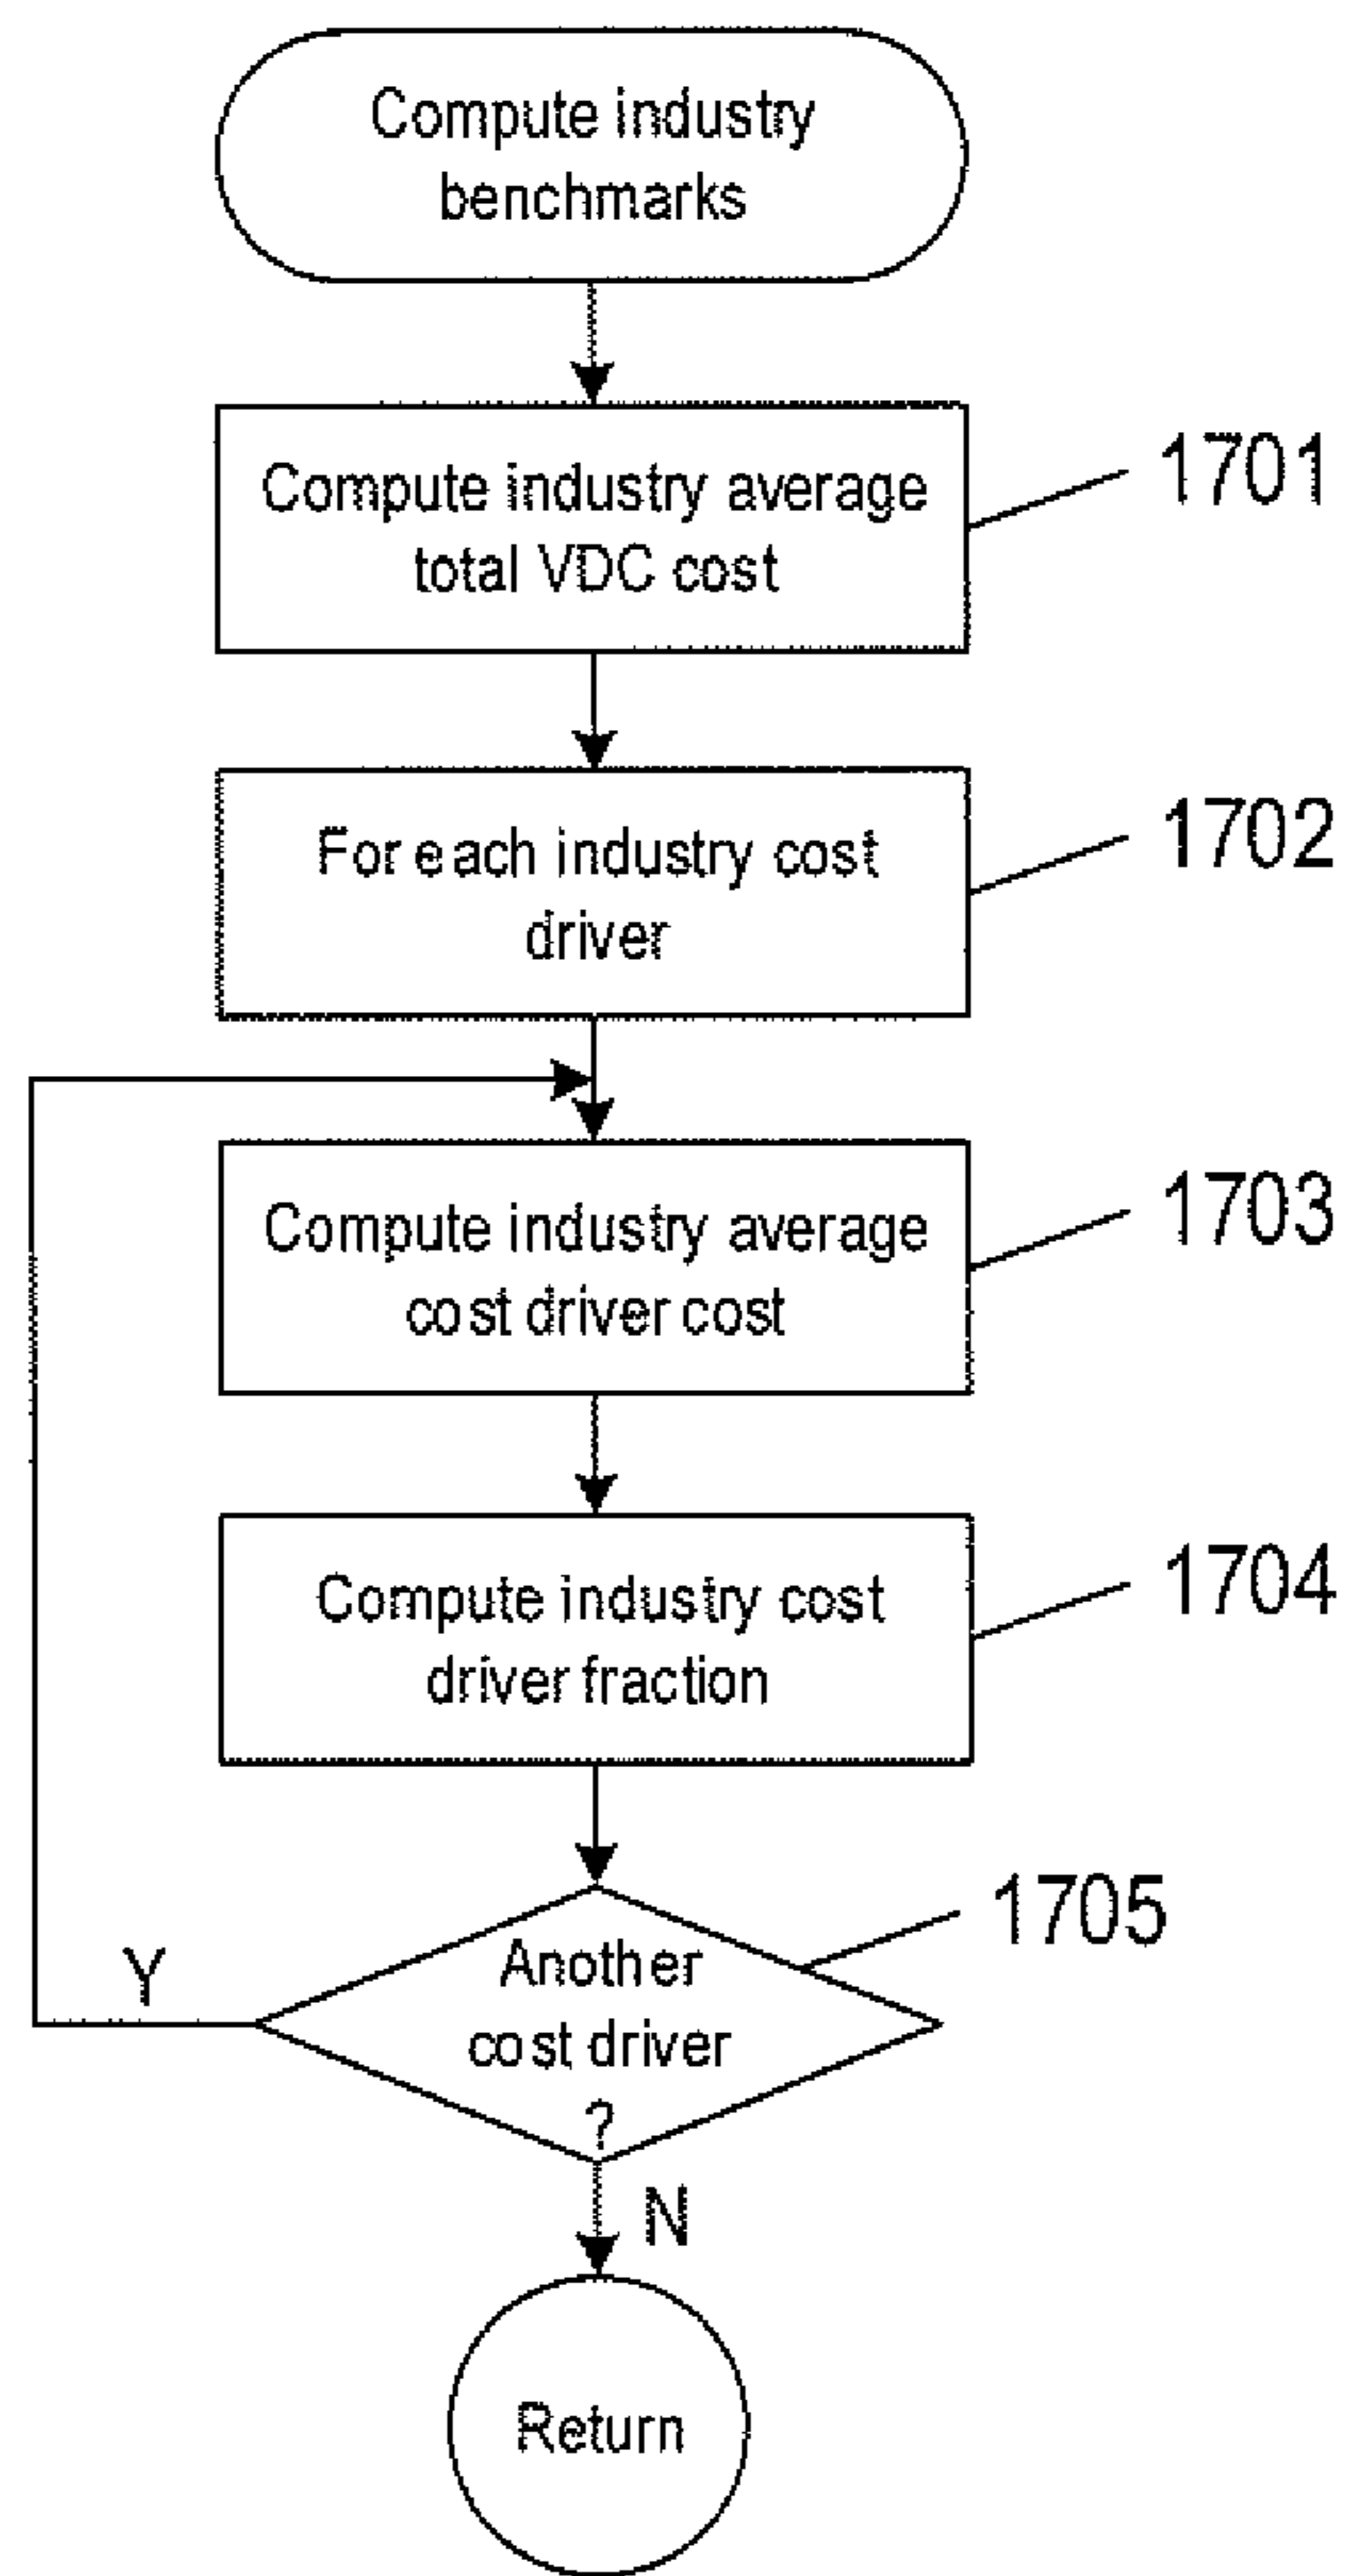 Compute industry
benchmarks
Compute industry average
total VDC cost
1701
For each industry cost
driver
1702
Compute industry average
cost driver cost
1703
Compute industry cost
driver fraction
1704
Another
cost driver
?
1705
Y
N
Return